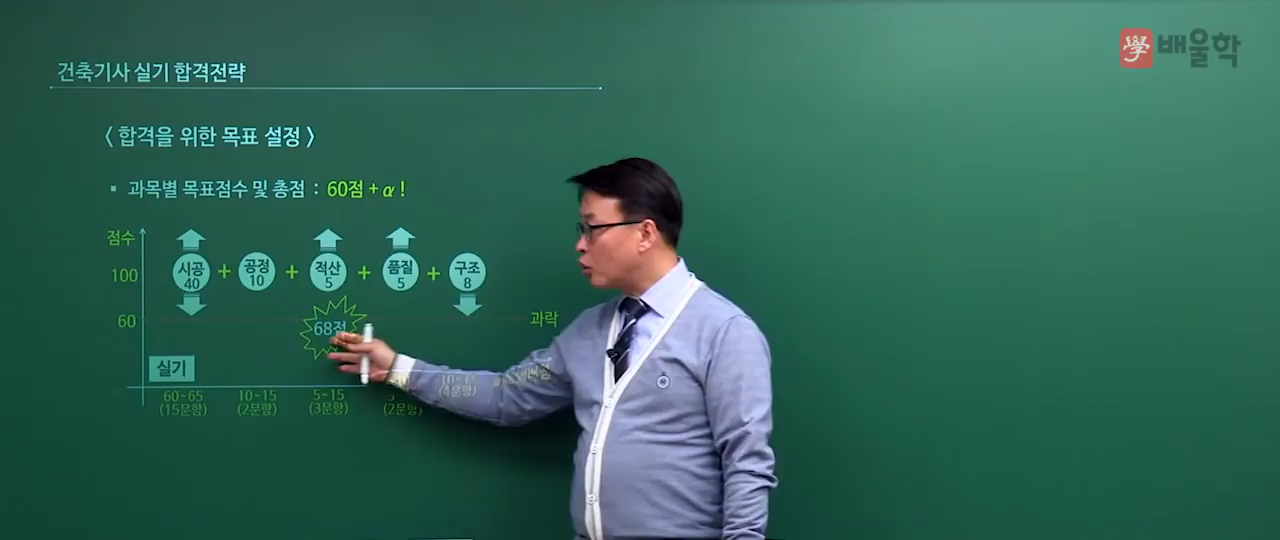 學 배울학
건축기사 실기 합격전략
< 합격을 위한 목표 설정 >
▪ 과목별 목표점수 및 총점 : 60점 + α !
점수
100
60
시공 40 + 공정 10 + 적산 5 + 품질 5 + 구조 8
68점
과락
실기
60~65 10~15 5~15
(15문항) (2문항) (3문항) (2문항) (4문항)